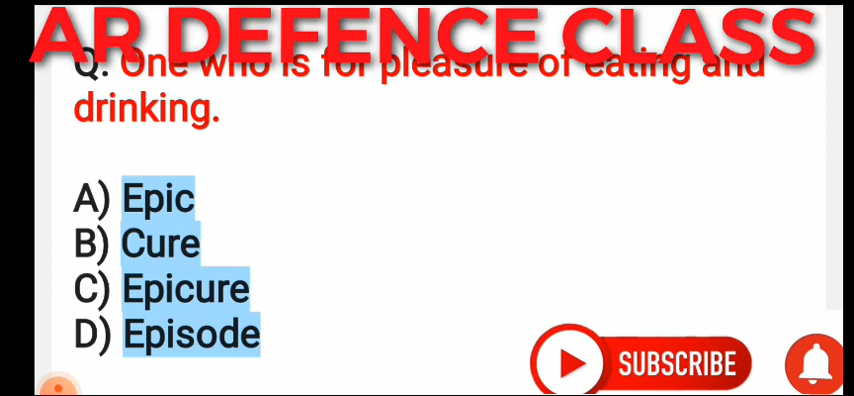 AR DEFENCE CLASS
Q. One who is for pleasure of eating and
drinking.
A) Epic
B) Cure
C) Epicure
D) Episode
SUBSCRIBE